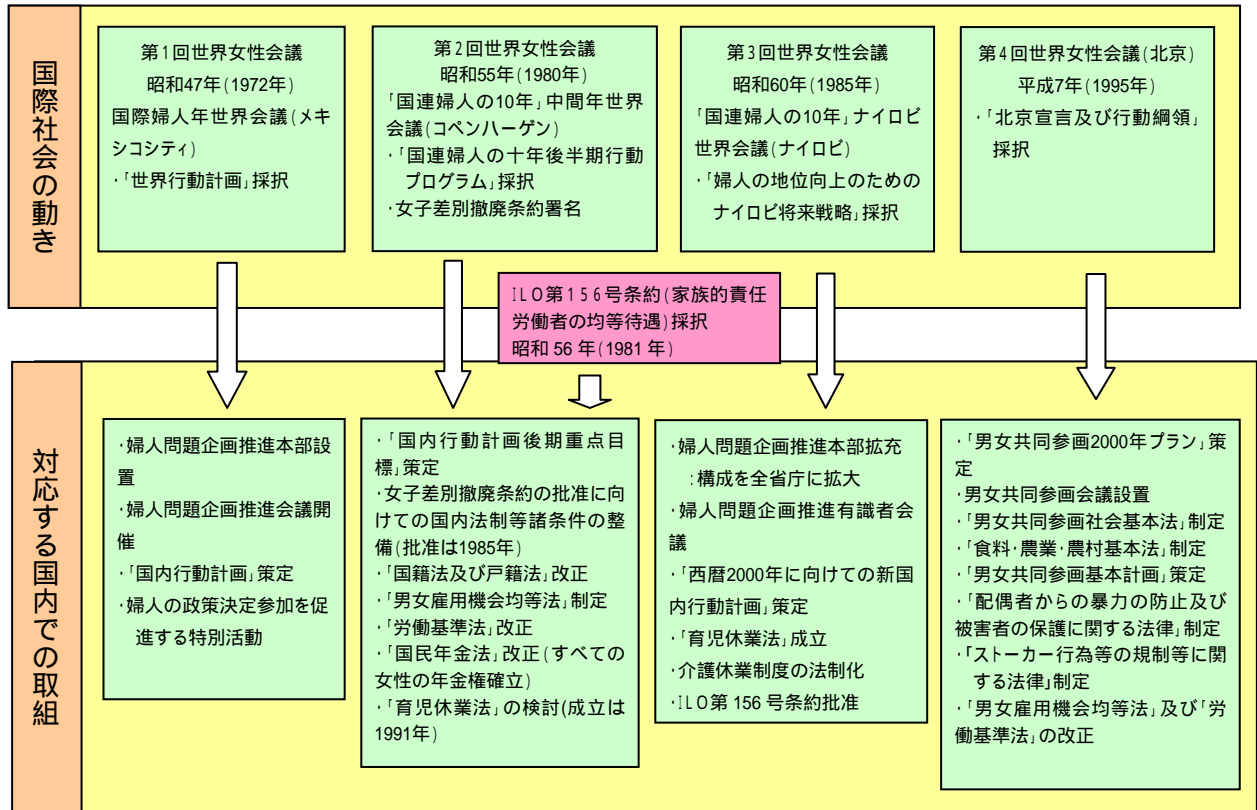 国際社会の動き
第1回世界女性会議
昭和47年(1972年)
国際婦人年世界会議(メキ
シコシティ)
・「世界行動計画」採択
第2回世界女性会議
昭和55年(1980年)
「国連婦人の10年」中間年世界
会議(コペンハーゲン)
・「国連婦人の十年後半期行動
プログラム」採択
・女子差別撤廃条約署名
第3回世界女性会議
昭和60年(1985年)
「国連婦人の10年」ナイロビ
世界会議(ナイロビ)
・「婦人の地位向上のための
ナイロビ将来戦略」採択
第4回世界女性会議(北京)
平成7年(1995年)
・「北京宣言及び行動綱領」
採択
ILO第156号条約(家族的責任
労働者の均等待遇)採択
昭和 56 年(1981 年)
対応する国内での取組
・婦人問題企画推進本部設
置
・婦人問題企画推進会議開
催
・「国内行動計画」策定
・婦人の政策決定参加を促
進する特別活動
・「国内行動計画後期重点目
標」策定
・女子差別撤廃条約の批准に向
けての国内法制等諸条件の整
備(批准は1985年)
・「国籍法及び戸籍法」改正
・「男女雇用機会均等法」制定
・「労働基準法」改正
・「国民年金法」改正(すべての
女性の年金権確立)
・「育児休業法」の検討(成立は
1991年)
・婦人問題企画推進本部拡充
:構成を全省庁に拡大
・婦人問題企画推進有識者会
議
・「西暦2000年に向けての新国
内行動計画」策定
・「育児休業法」成立
・介護休業制度の法制化
・ILO第 156 号条約批准
・「男女共同参画2000年プラン」策
定
・男女共同参画会議設置
・「男女共同参画社会基本法」制定
・「食料・農業・農村基本法」制定
・「男女共同参画基本計画」策定
・「配偶者からの暴力の防止及び
被害者の保護に関する法律」制定
・「ストーカー行為等の規制等に関
する法律」制定
・「男女雇用機会均等法」及び「労
働基準法」の改正